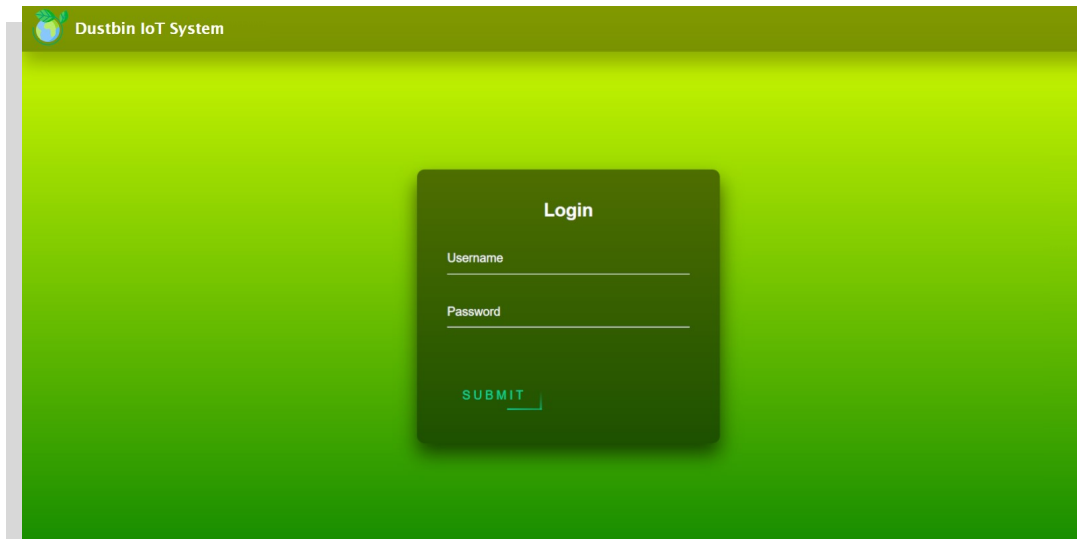 Dustbin IoT System
Login
Username
Password
SUBMIT